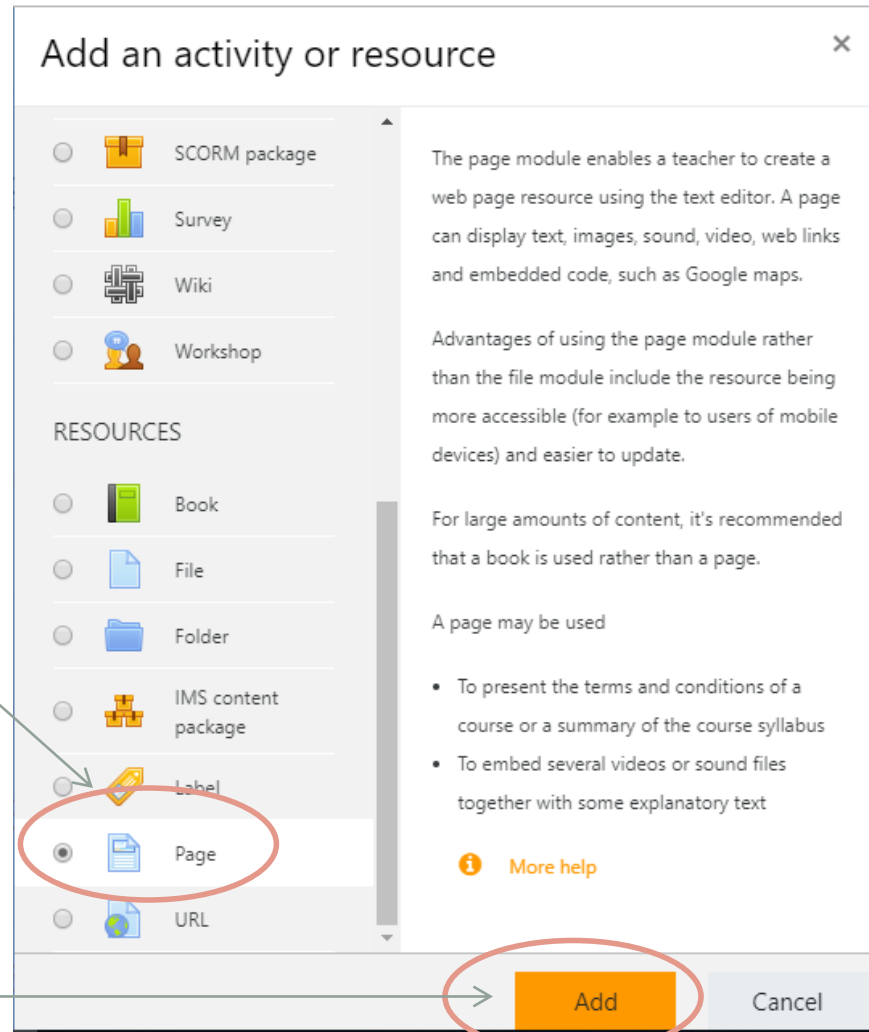 Add an activity or resource
×
SCORM package
Survey
Wiki
Workshop
RESOURCES
Book
File
Folder
IMS content
package
Label
Page
URL
The page module enables a teacher to create a
web page resource using the text editor. A page
can display text, images, sound, video, web links
and embedded code, such as Google maps.
Advantages of using the page module rather
than the file module include the resource being
more accessible (for example to users of mobile
devices) and easier to update.
For large amounts of content, it's recommended
that a book is used rather than a page.
A page may be used
• To present the terms and conditions of a
course or a summary of the course syllabus
• To embed several videos or sound files
together with some explanatory text
More help
Add
Cancel